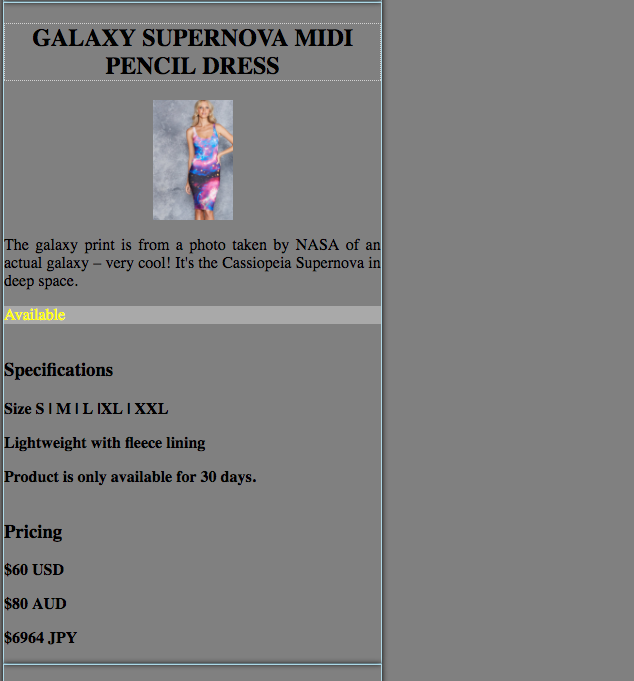 GALAXY SUPERNOVA MIDI
PENCIL DRESS
The galaxy print is from a photo taken by NASA of an
actual galaxy – very cool! It's the Cassiopeia Supernova in
deep space.
Available
Specifications
Size S | M | L |XL | XXL
Lightweight with fleece lining
Product is only available for 30 days.
Pricing
$60 USD
$80 AUD
$6964 JPY